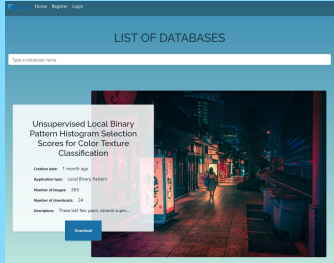 Home Register Login
LIST OF DATABASES
Type a database name
Unsupervised Local Binary
Pattern Histogram Selection
Scores for Color Texture
Classification
Creation date: 1 month ago
Application type: Local Binary Pattern
Number of images: 363
Number of downloads: 24
Description: These last few years, several super...
Download